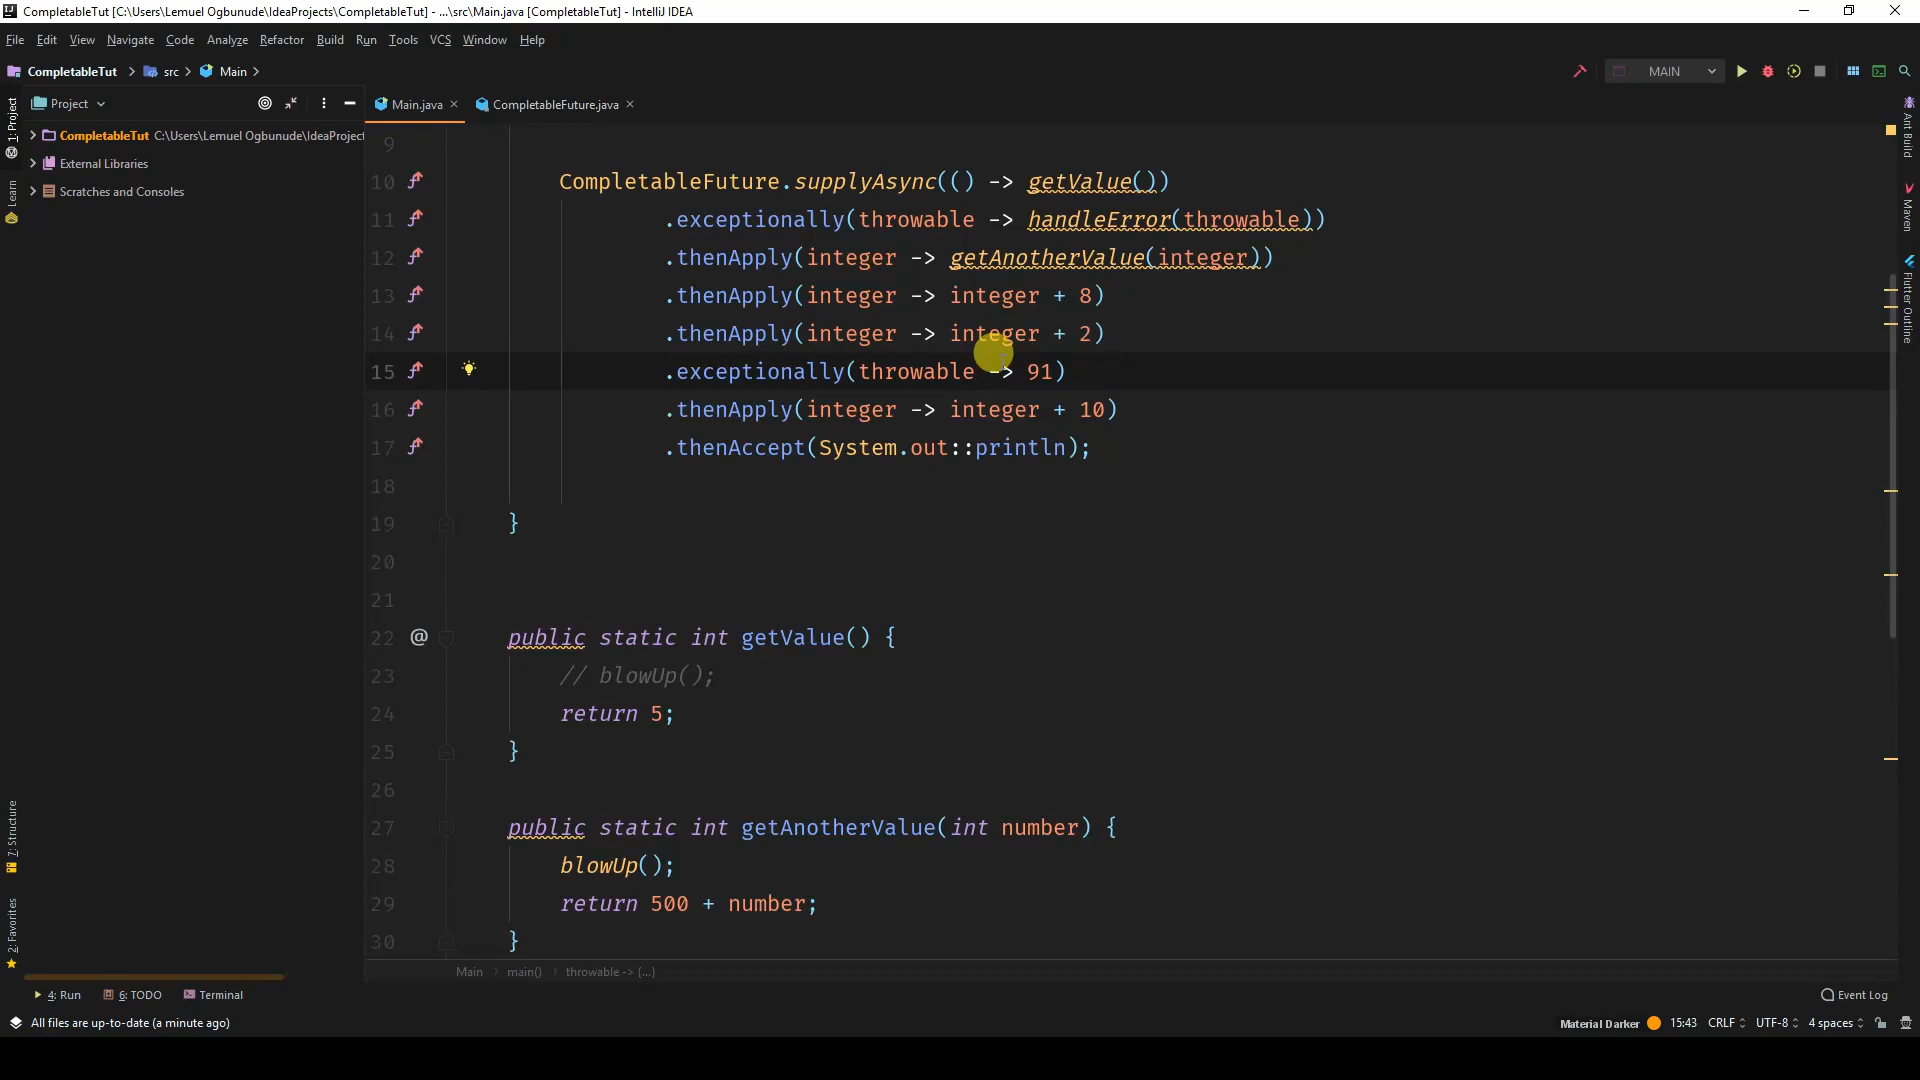 CompletableTut [C:\Users\Lemuel Ogbunude\IdeaProjects\CompletableTut] - ...\src\Main.java [CompletableTut] - IntelliJ IDEA
File Edit View Navigate Code Analyze Refactor Build Run Tools VCS Window Help
CompletableTut src Main MAIN
Project Main.java CompletableFuture.java
1: Project
Learn
7: Structure
2: Favorites
CompletableTut C:\Users\Lemuel Ogbunude\IdeaProject
External Libraries
Scratches and Consoles
9
10 CompletableFuture.supplyAsync(() -> getValue())
11 .exceptionally(throwable -> handleError(throwable))
12 .thenApply(integer -> getAnotherValue(integer))
13 .thenApply(integer -> integer + 8)
14 .thenApply(integer -> integer + 2)
15 .exceptionally(throwable -> 91)
16 .thenApply(integer -> integer + 10)
17 .thenAccept(System.out::println);
18
19 }
20
21
22 @ public static int getValue() {
23 // blowUp();
24 return 5;
25 }
26
27 public static int getAnotherValue(int number) {
28 blowUp();
29 return 500 + number;
30 }
Main main() throwable -> {...}
Ant Build
Maven
Flutter Outline
4: Run 6: TODO Terminal Event Log
All files are up-to-date (a minute ago) Material Darker 15:43 CRLF UTF-8 4 spaces